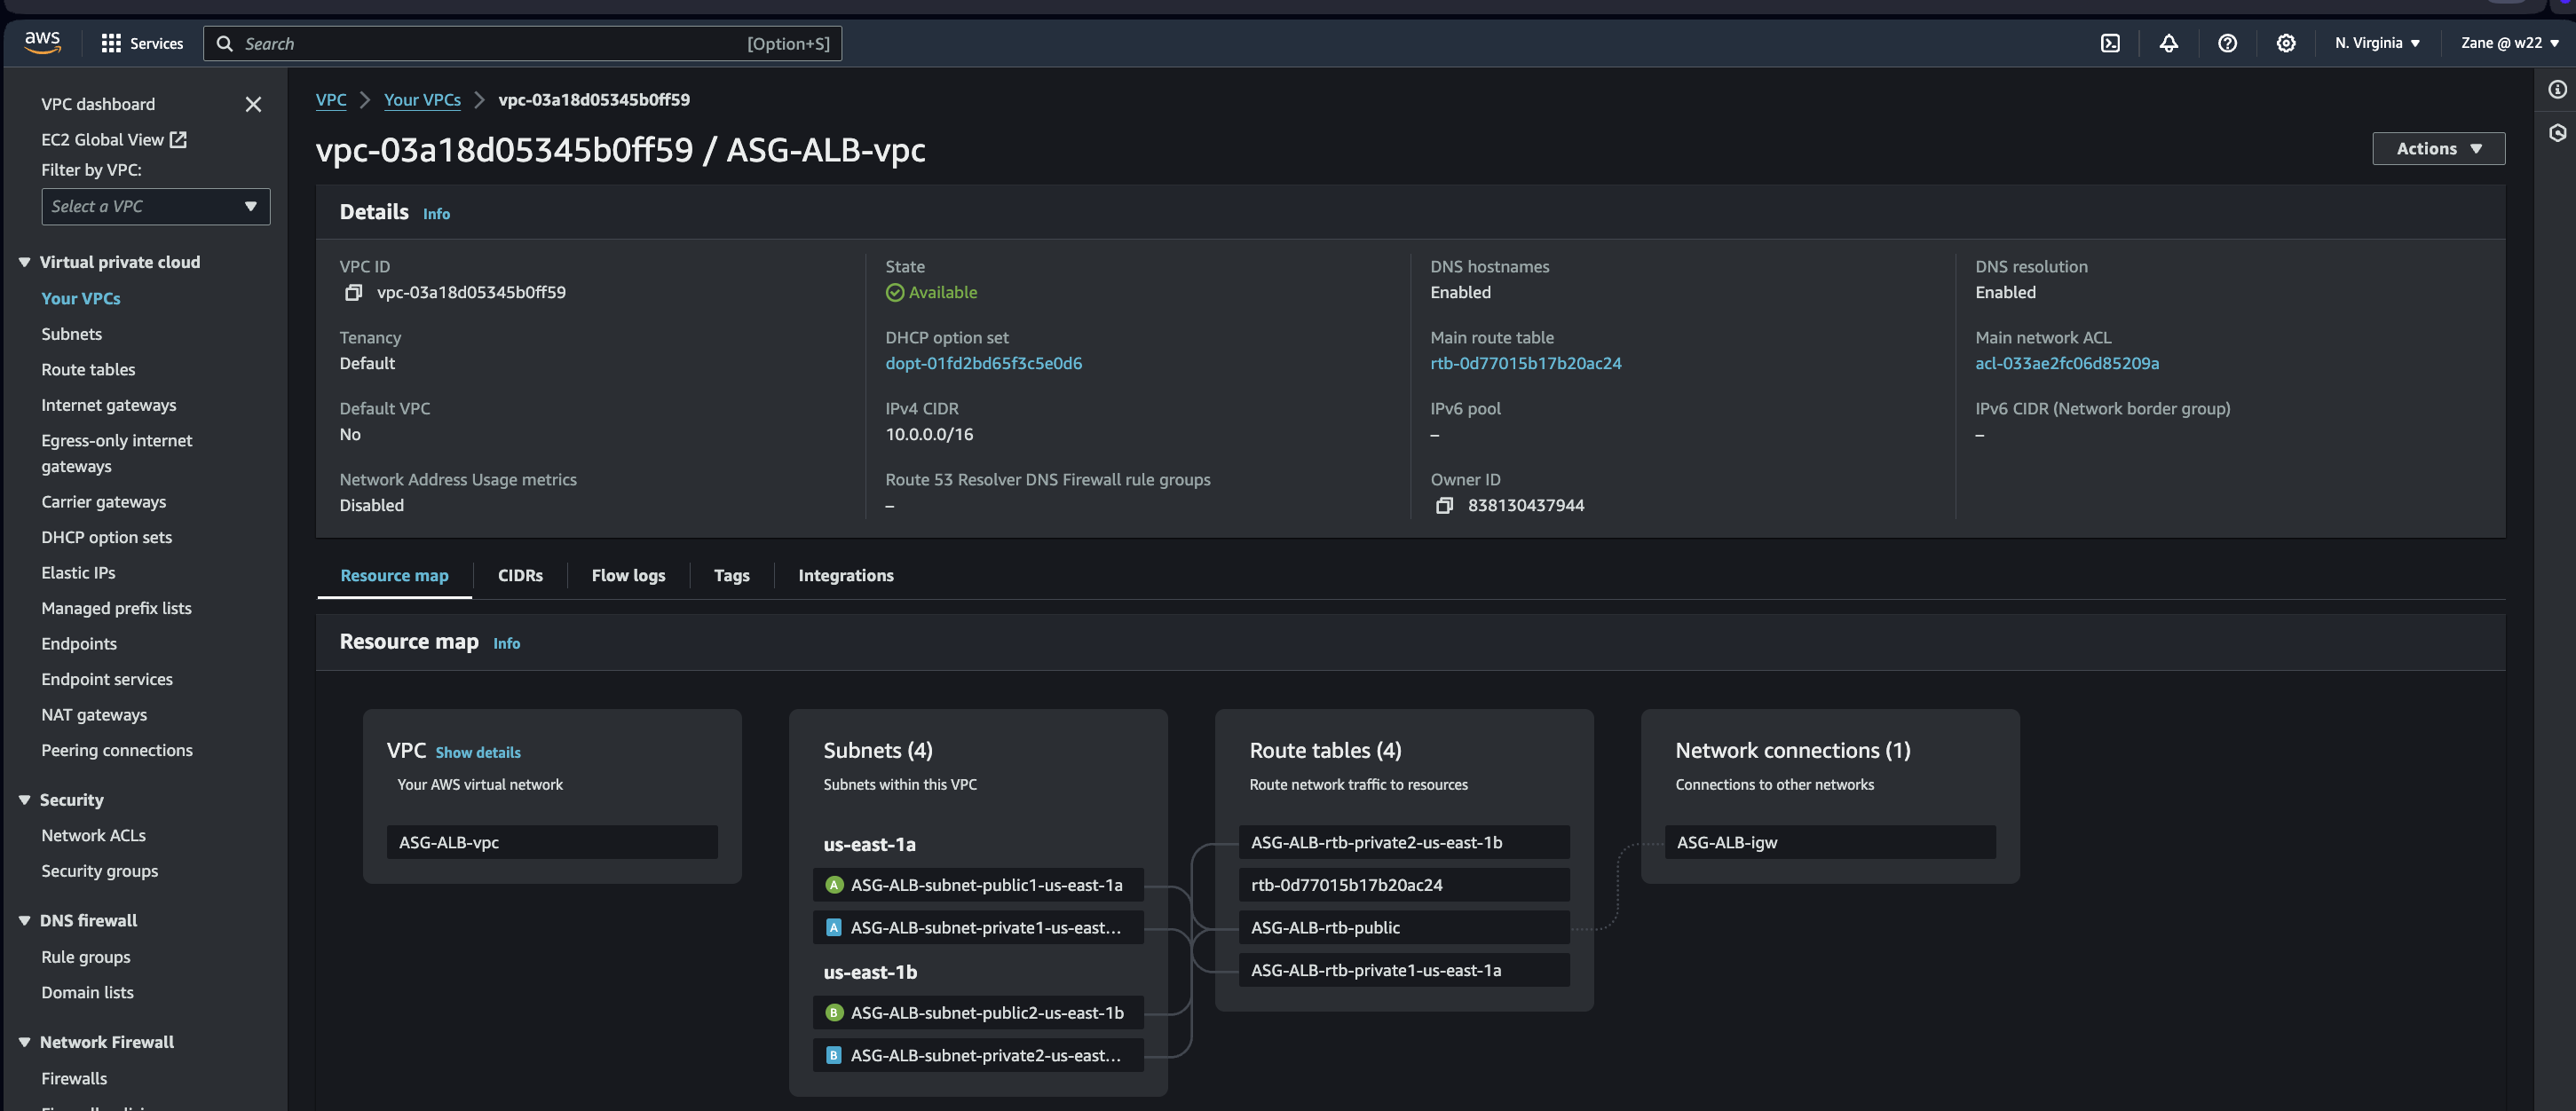 aws
Services
Search
[Option+S]
N. Virginia
Zane @ w22
VPC dashboard
EC2 Global View
Filter by VPC:
Select a VPC
Virtual private cloud
Your VPCs
Subnets
Route tables
Internet gateways
Egress-only internet
gateways
Carrier gateways
DHCP option sets
Elastic IPs
Managed prefix lists
Endpoints
Endpoint services
NAT gateways
Peering connections
Security
Network ACLs
Security groups
DNS firewall
Rule groups
Domain lists
Network Firewall
Firewalls
VPC
Your VPCs
vpc-03a18d05345b0ff59
vpc-03a18d05345b0ff59 / ASG-ALB-vpc
Actions
Details Info
VPC ID
vpc-03a18d05345b0ff59
State
Available
DNS hostnames
Enabled
DNS resolution
Enabled
Tenancy
Default
DHCP option set
dopt-01fd2bd65f3c5e0d6
Main route table
rtb-0d77015b17b20ac24
Main network ACL
acl-033ae2fc06d85209a
Default VPC
No
IPv4 CIDR
10.0.0.0/16
IPv6 pool
–
IPv6 CIDR (Network border group)
–
Network Address Usage metrics
Disabled
Route 53 Resolver DNS Firewall rule groups
–
Owner ID
838130437944
Resource map
CIDRs
Flow logs
Tags
Integrations
Resource map Info
VPC Show details
Your AWS virtual network
ASG-ALB-vpc
Subnets (4)
Subnets within this VPC
us-east-1a
A ASG-ALB-subnet-public1-us-east-1a
A ASG-ALB-subnet-private1-us-east...
us-east-1b
B ASG-ALB-subnet-public2-us-east-1b
B ASG-ALB-subnet-private2-us-east...
Route tables (4)
Route network traffic to resources
ASG-ALB-rtb-private2-us-east-1b
rtb-0d77015b17b20ac24
ASG-ALB-rtb-public
ASG-ALB-rtb-private1-us-east-1a
Network connections (1)
Connections to other networks
ASG-ALB-igw